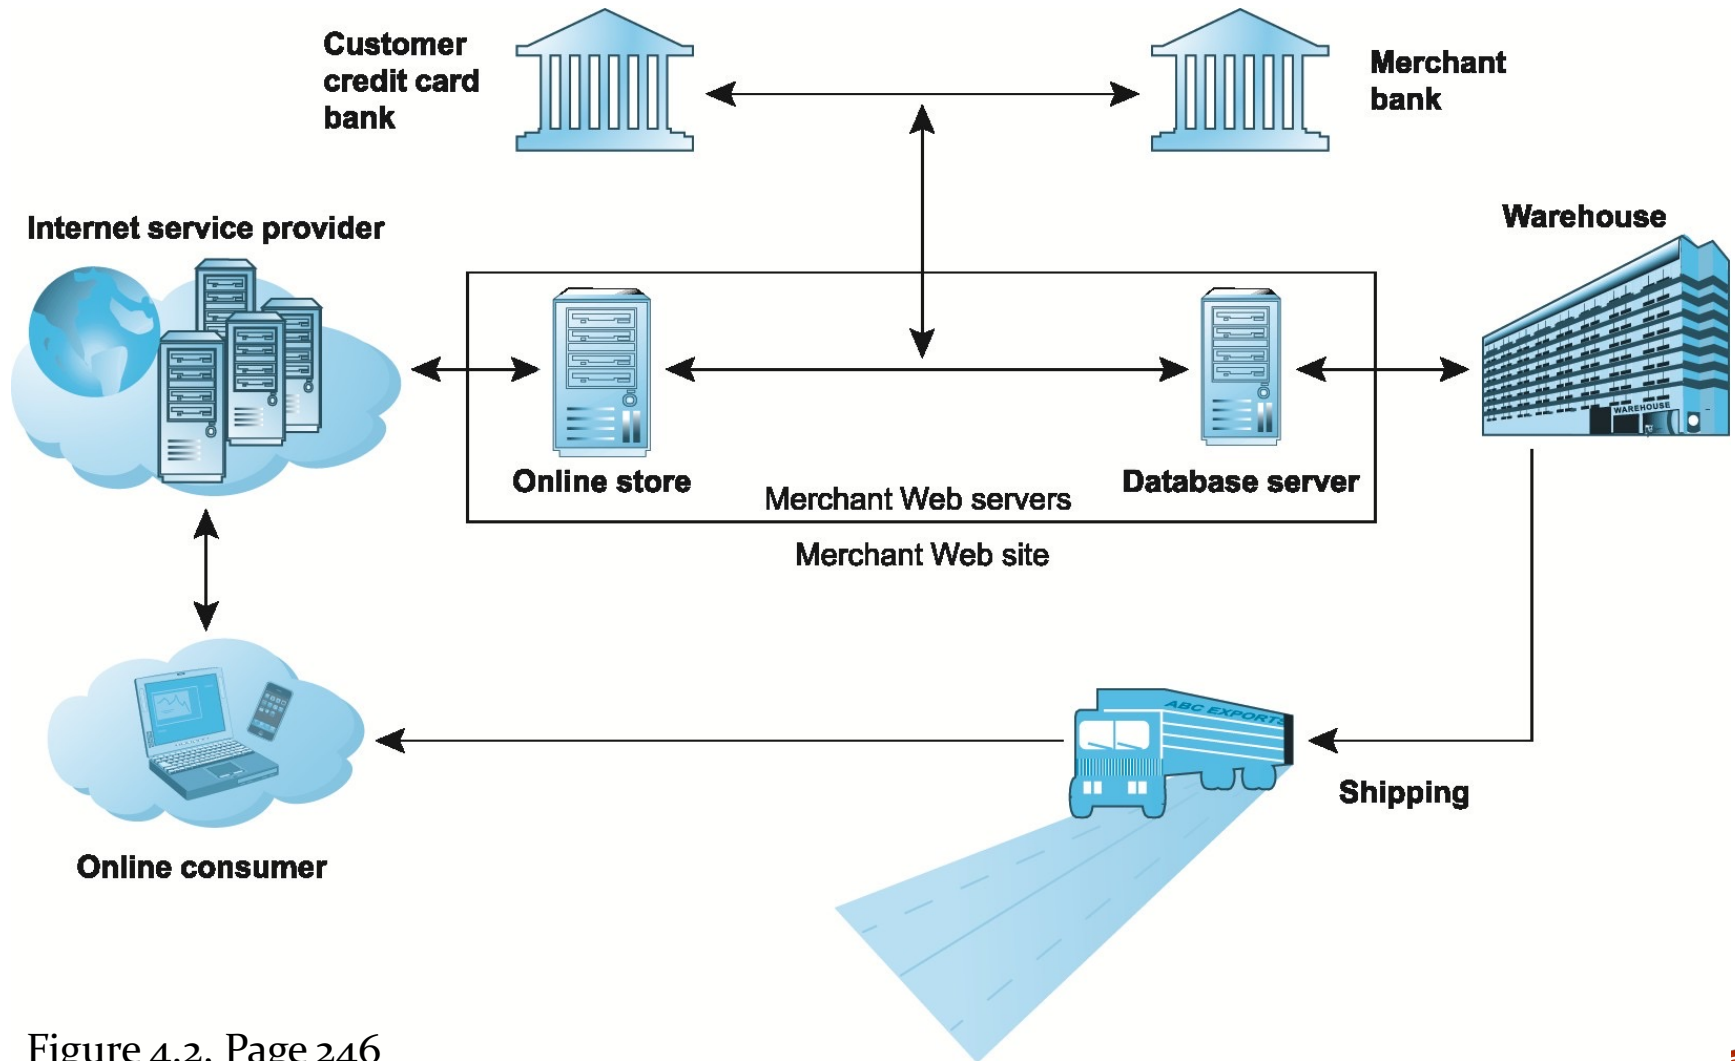 Customer
credit card
bank
Merchant
bank
Internet service provider
Warehouse
WAREHOUSE
Online store
Database server
Merchant Web servers
Merchant Web site
ABC EXPORTS
Shipping
Online consumer
Figure 4.2, Page 246